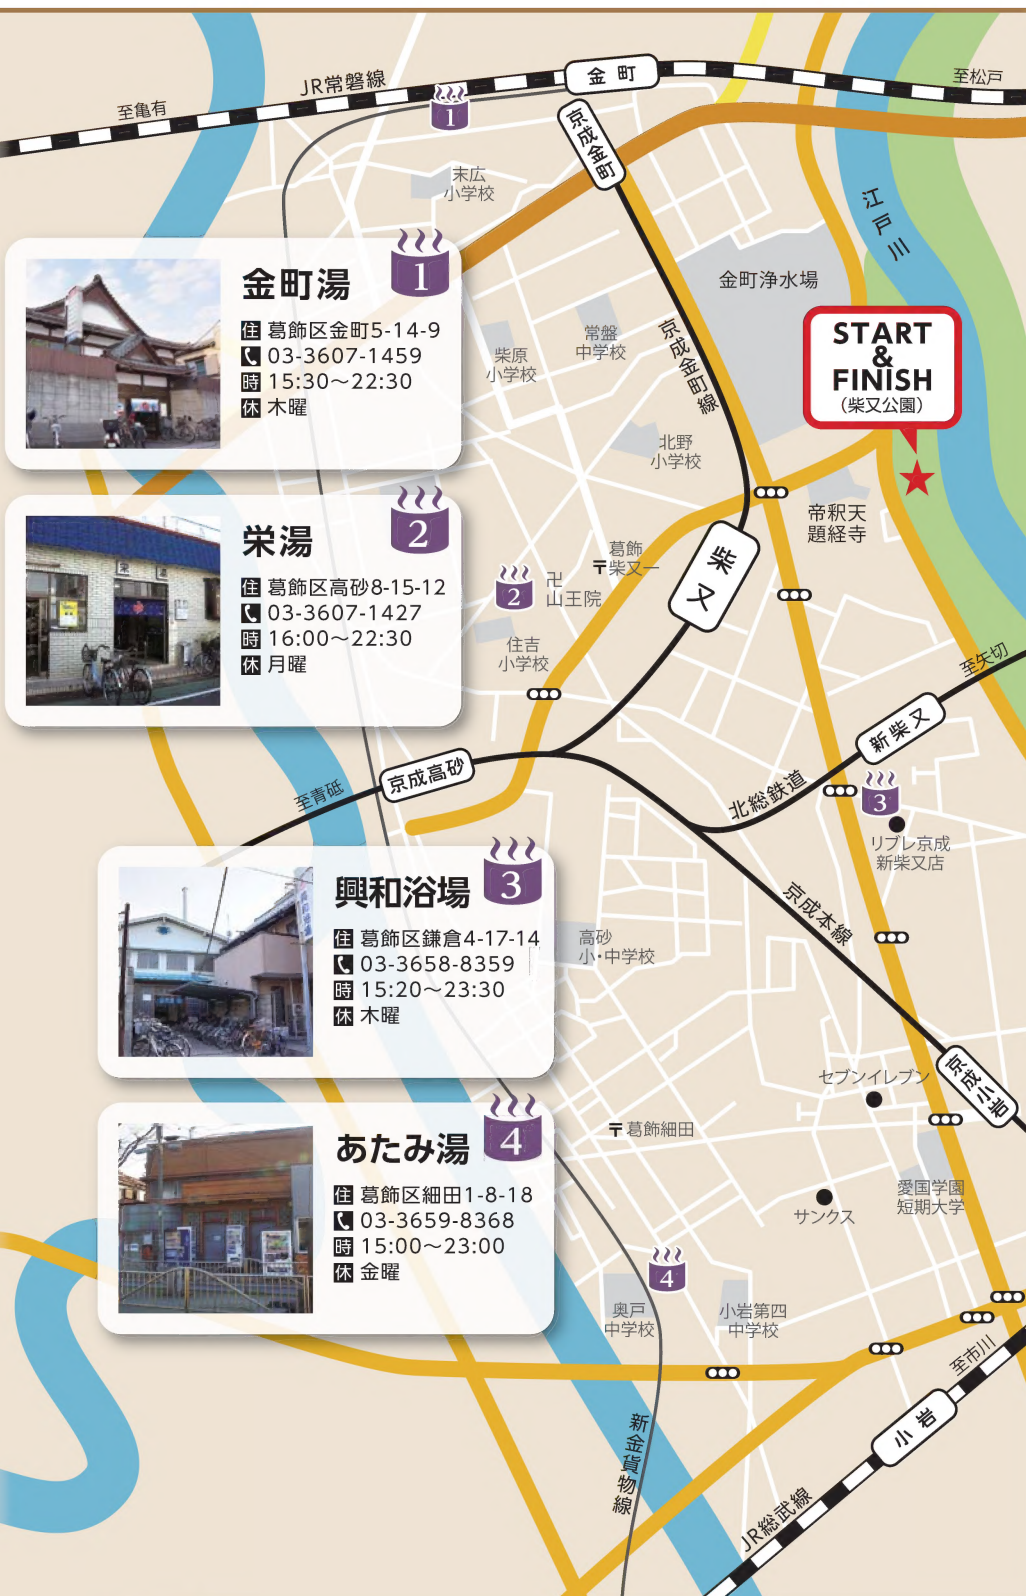 金町
JR常磐線
至亀有
至松戸
1
京成金町
末広
小学校
江戸川
金町浄水場
START
&
FINISH
(柴又公園)
常盤
中学校
柴原
小学校
京成金町線
北野
小学校
帝釈天
題経寺
葛飾
〒柴又一
柴又
2
卍
山王院
住吉
小学校
至矢切
新柴又
京成高砂
至青砥
北総鉄道
3
リブレ京成
新柴又店
京成本線
高砂
小・中学校
セブンイレブン
京成小岩
〒葛飾細田
愛国学園
短期大学
サンクス
4
奥戸
中学校
小岩第四
中学校
至市川
小岩
新金貨物線
JR総武線
金町湯
1
住 葛飾区金町5-14-9
03-3607-1459
時 15:30～22:30
休 木曜
栄湯
2
住 葛飾区高砂8-15-12
03-3607-1427
時 16:00～22:30
休 月曜
興和浴場
3
住 葛飾区鎌倉4-17-14
03-3658-8359
時 15:20～23:30
休 木曜
あたみ湯
4
住 葛飾区細田1-8-18
03-3659-8368
時 15:00～23:00
休 金曜